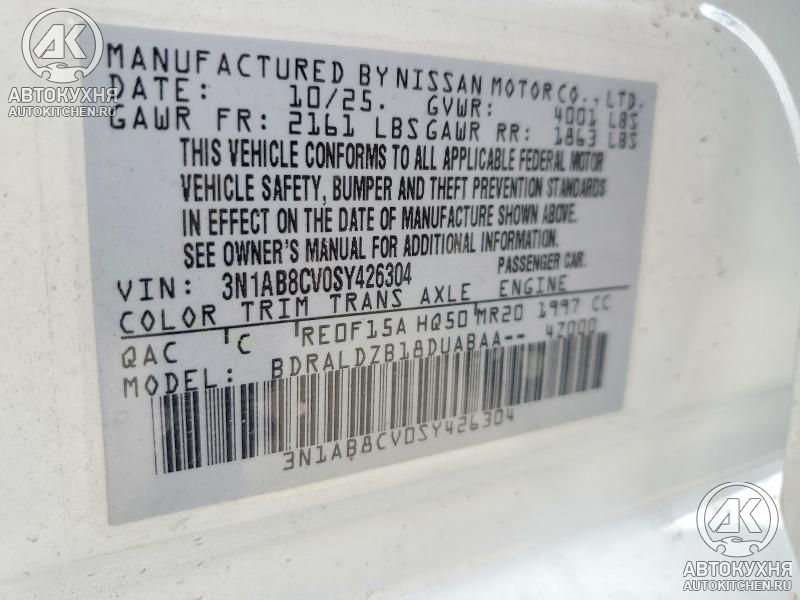 AK
АВТОКУХНЯ
AUTOKITCHEN.RU
MANUFACTURED BY NISSAN MOTOR CO., LTD.
DATE: 10/25. GVWR: 4001 LBS
GAWR FR: 2161 LBS GAWR RR: 1863 LBS
THIS VEHICLE CONFORMS TO ALL APPLICABLE FEDERAL MOTOR
VEHICLE SAFETY, BUMPER AND THEFT PREVENTION STANDARDS
IN EFFECT ON THE DATE OF MANUFACTURE SHOWN ABOVE.
SEE OWNER'S MANUAL FOR ADDITIONAL INFORMATION.
VIN: 3N1AB8CV0SY426304 PASSENGER CAR.
COLOR TRIM TRANS AXLE ENGINE
QAC C RE0F15A HQ50 MR20 1997 CC
MODEL: BDRALDZB18DUABAA-- 4Z000
3N1AB8CV0SY426304
AK
АВТОКУХНЯ
AUTOKITCHEN.RU